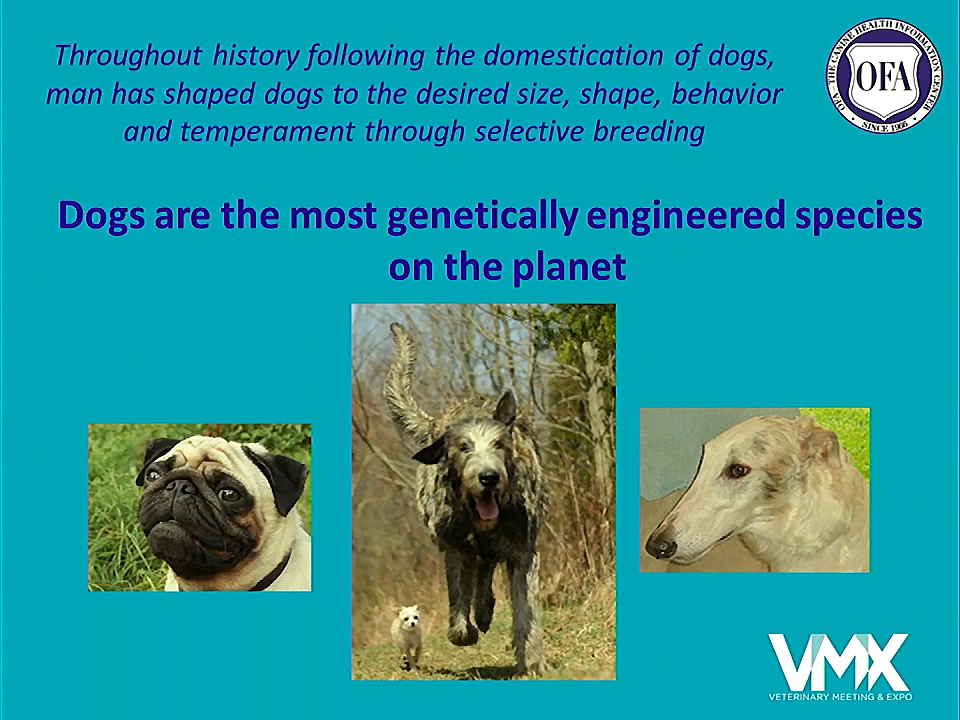 Throughout history following the domestication of dogs,
man has shaped dogs to the desired size, shape, behavior
and temperament through selective breeding
OFA – THE CANINE HEALTH INFORMATION CENTER
OFA
• SINCE 1966 •
Dogs are the most genetically engineered species
on the planet
VMX
VETERINARY MEETING & EXPO